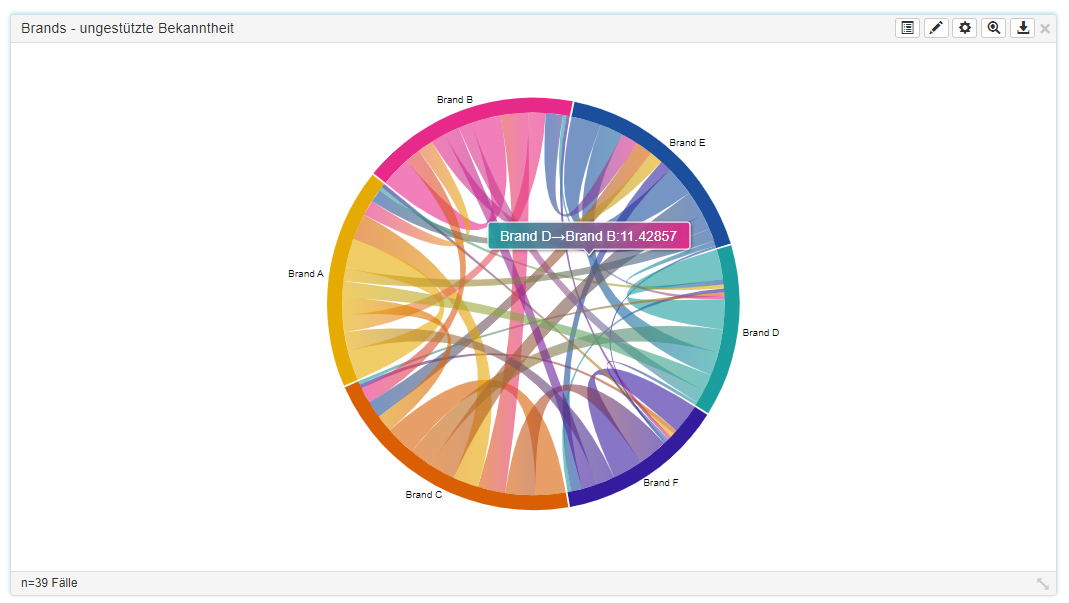 Brands - ungestützte Bekanntheit
Brand B
Brand E
Brand D→Brand B:11.42857
Brand A
Brand D
Brand F
Brand C
n=39 Fälle